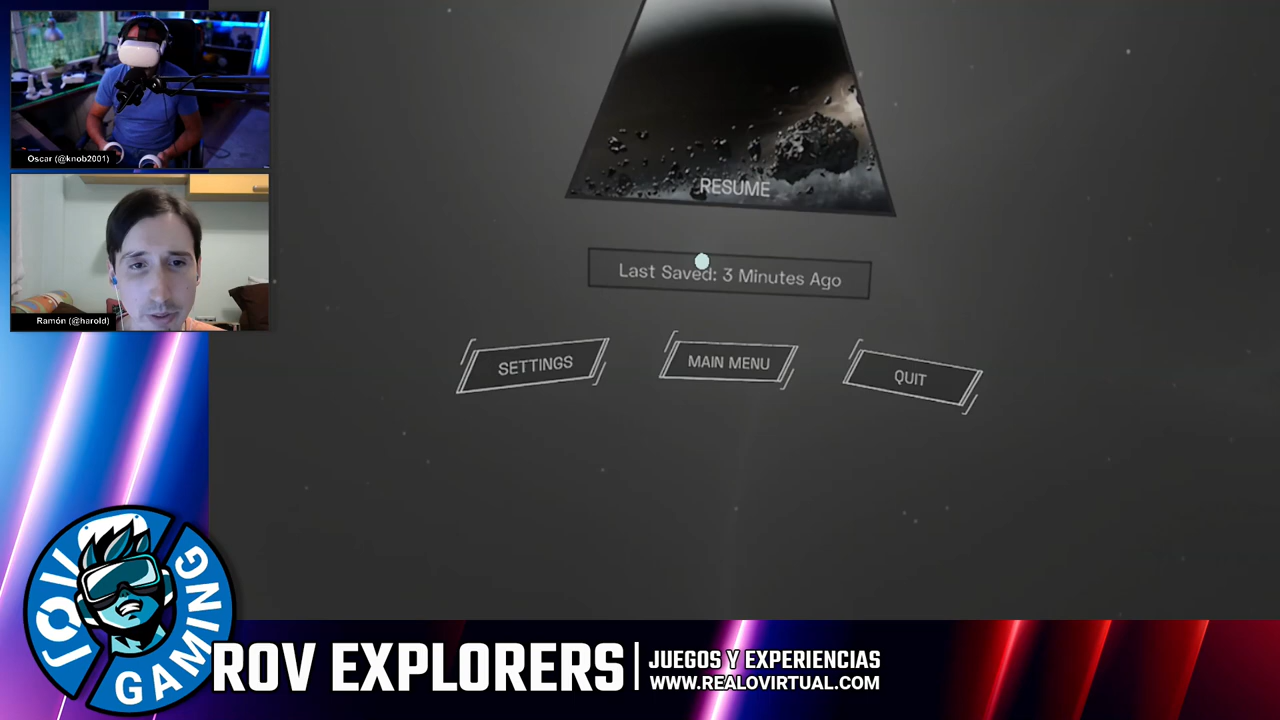 Oscar (@knob2001)
Ramón (@harold)
RESUME
Last Saved: 3 Minutes Ago
SETTINGS
MAIN MENU
QUIT
ROV GAMING
ROV EXPLORERS
JUEGOS Y EXPERIENCIAS
WWW.REALOVIRTUAL.COM